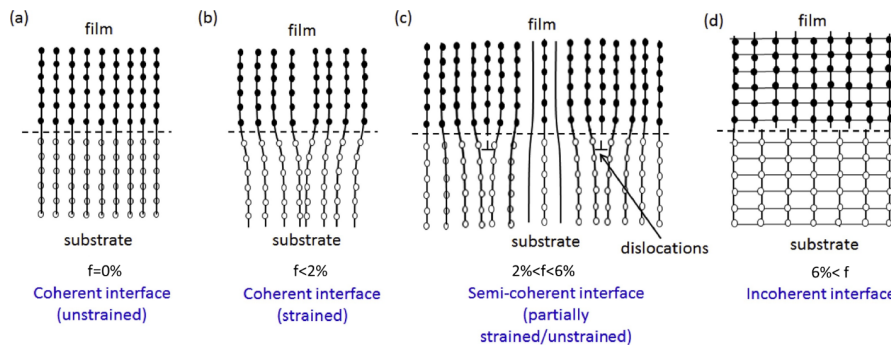 (a)
film
substrate
f=0%
Coherent interface
(unstrained)
(b)
film
substrate
f<2%
Coherent interface
(strained)
(c)
film
dislocations
substrate
2%<f<6%
Semi-coherent interface
(partially
strained/unstrained)
(d)
film
substrate
6%< f
Incoherent interface